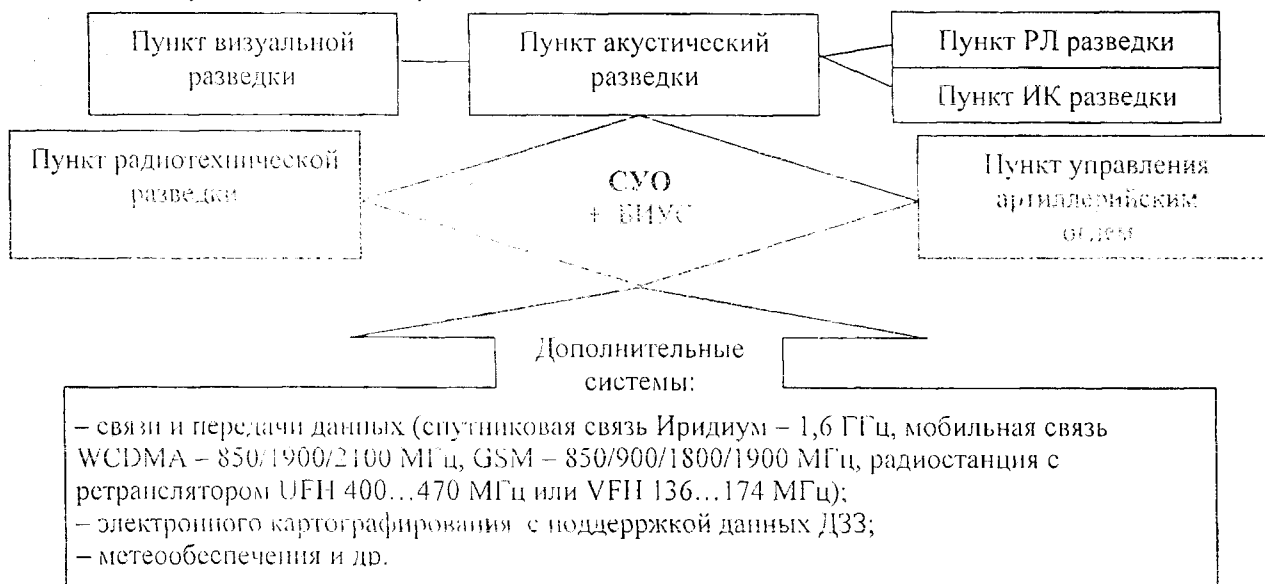 Пункт визуальной
разведки
Пункт акустический
разведки
Пункт РЛ разведки
Пункт ИК разведки
Пункт радиотехнической
разведки
СУО
+ БИУС
Пункт управления
артиллерийским
огнем
Дополнительные
системы:
– связи и передачи данных (спутниковая связь Иридиум – 1,6 ГГц, мобильная связь
WCDMA – 850/1900/2100 МГц, GSM – 850/900/1800/1900 МГц, радиостанция с
ретранслятором UFH 400...470 МГц или VFH 136...174 МГц);
– электронного картографирования с поддерржкой данных ДЗЗ;
– метеообеспечения и др.